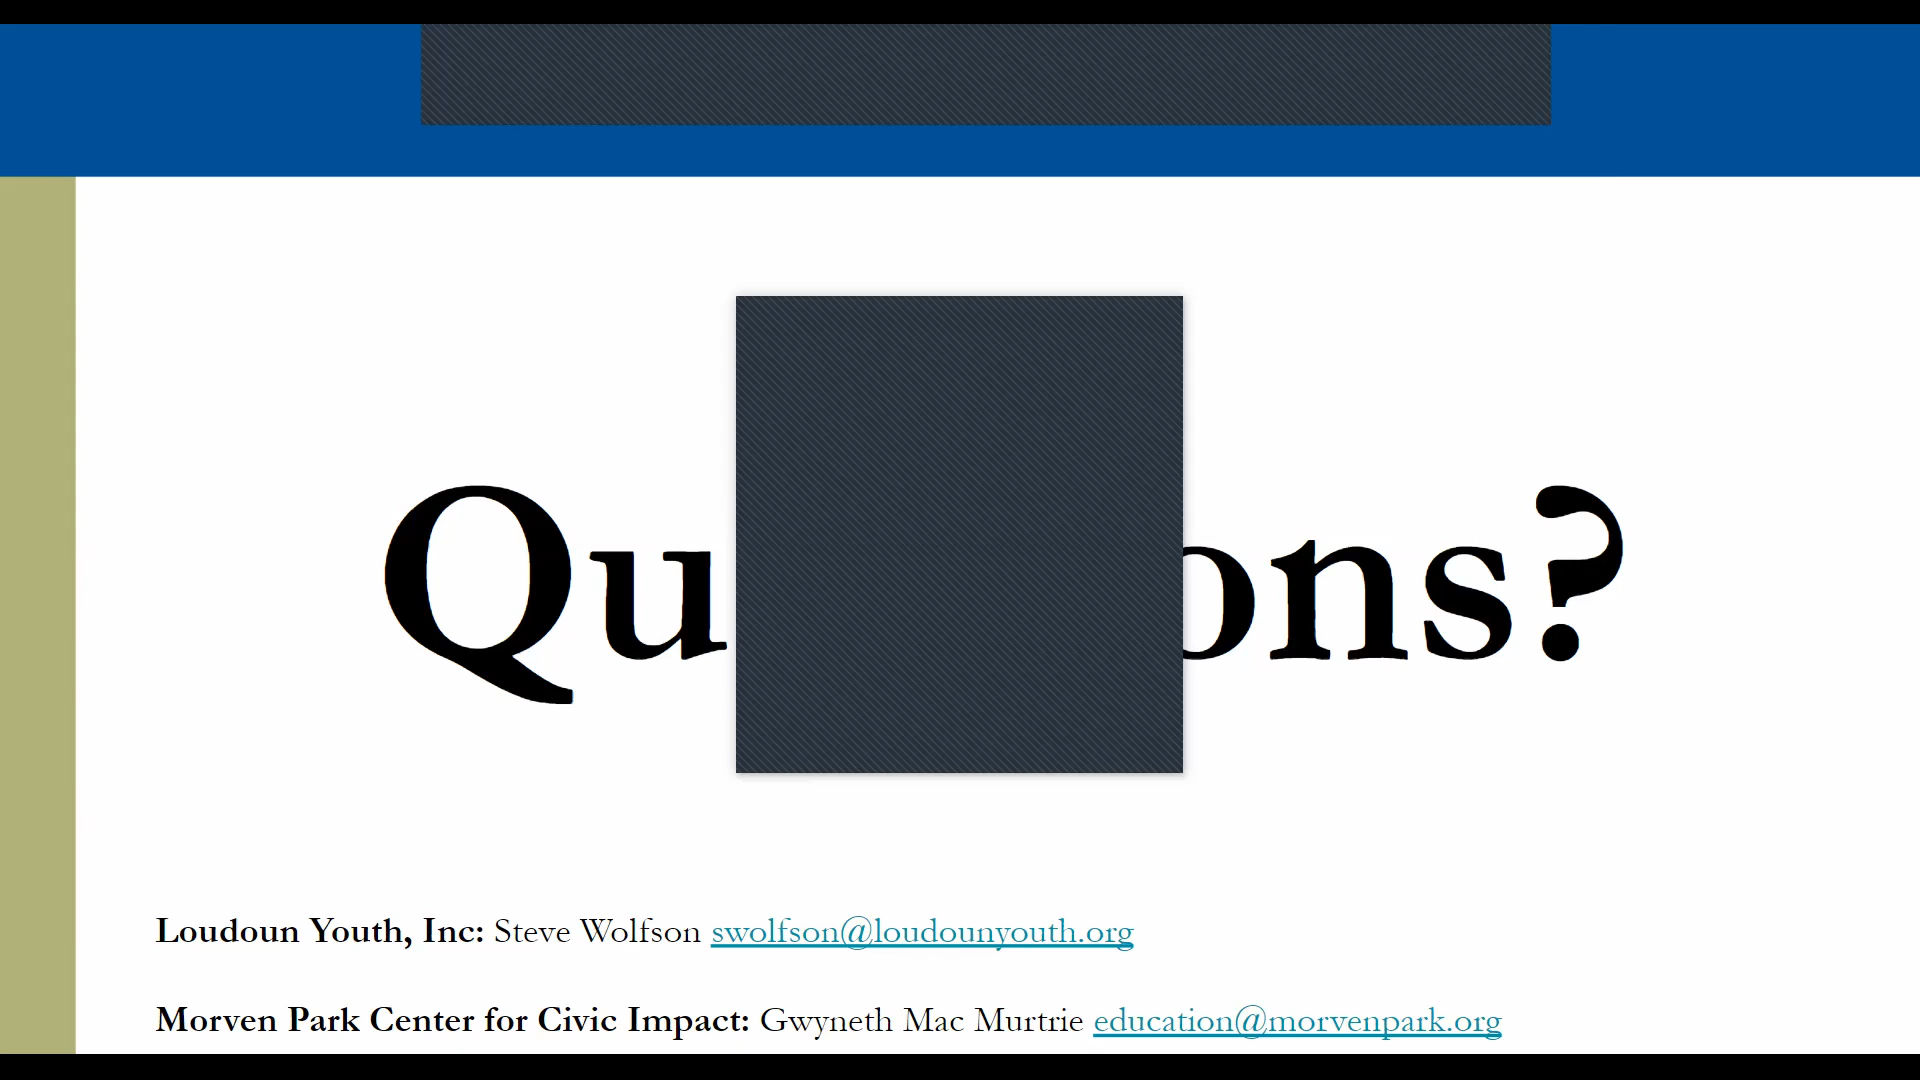 Qu ons?
Loudoun Youth, Inc: Steve Wolfson swolfson@loudounyouth.org
Morven Park Center for Civic Impact: Gwyneth Mac Murtrie education@morvenpark.org